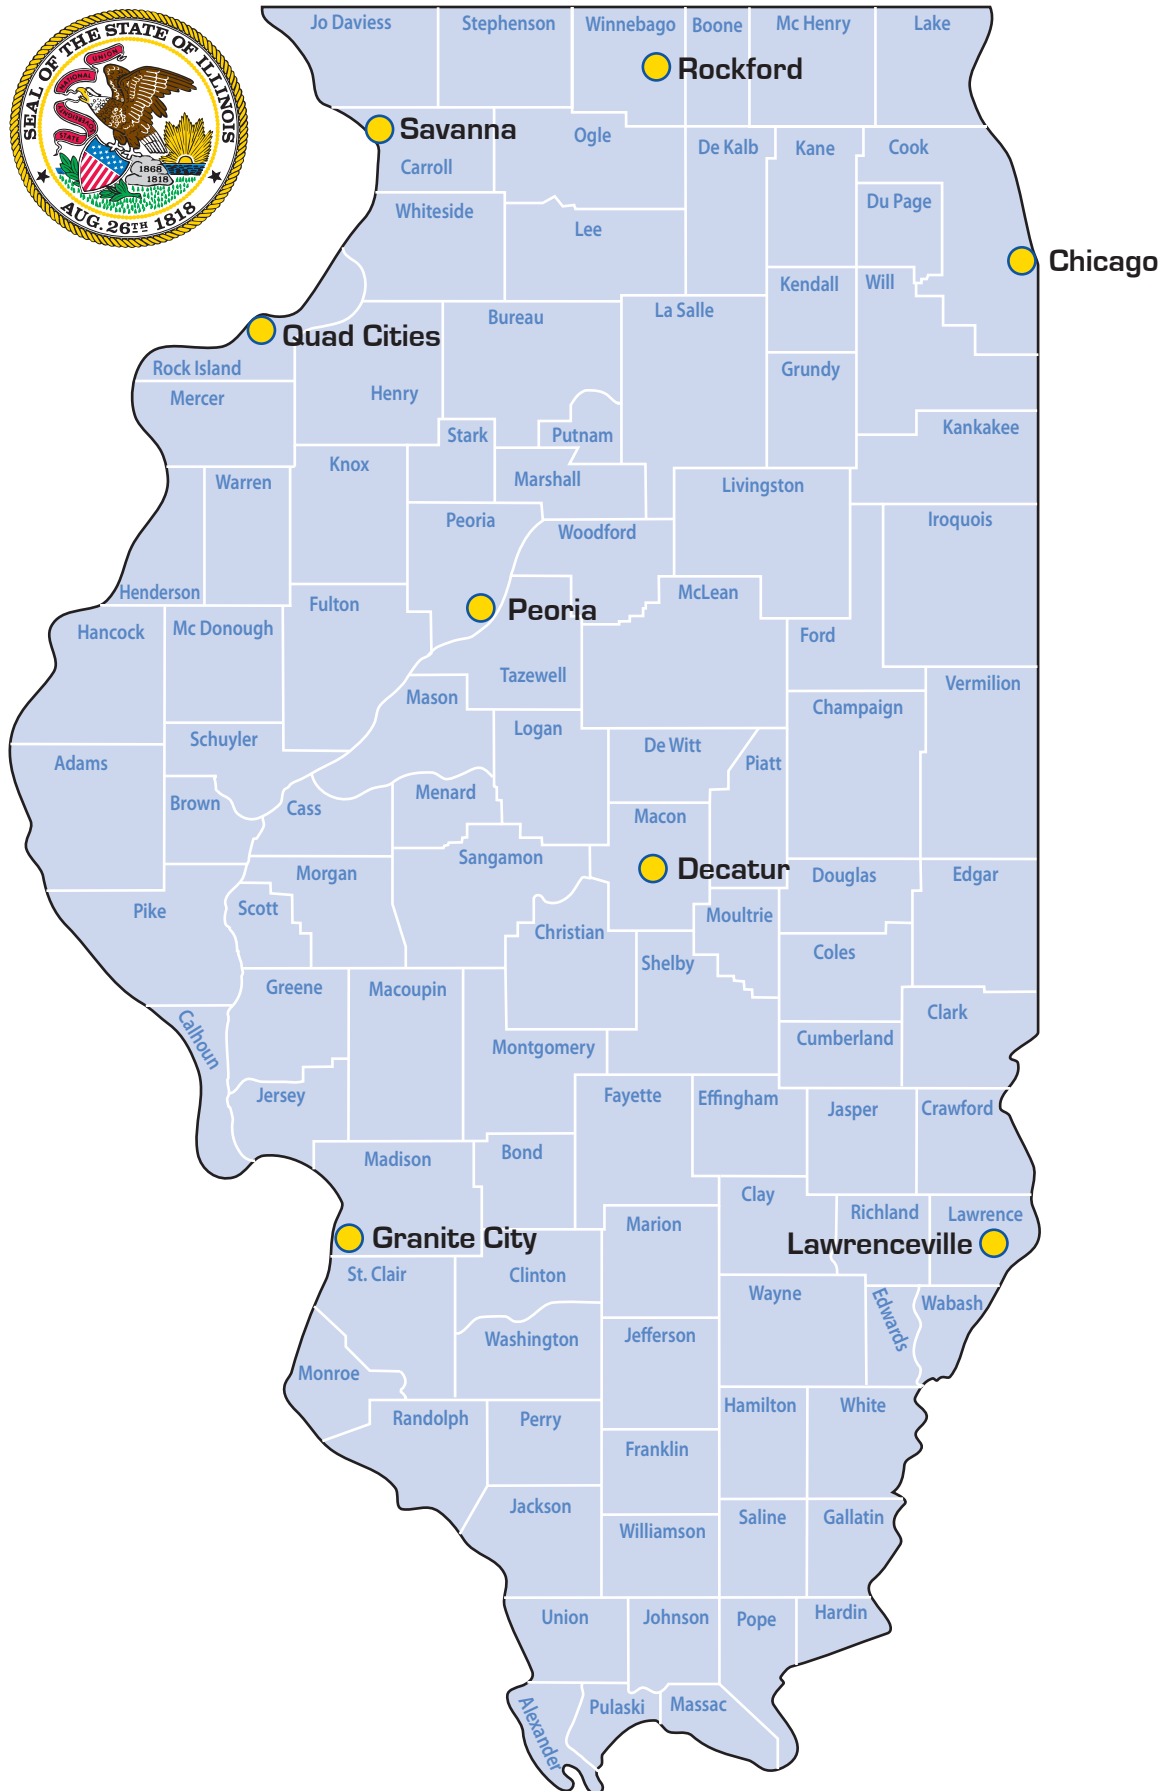 SEAL OF THE STATE OF ILLINOIS
AUG. 26TH 1818
STATE
SOVEREIGNTY
NATIONAL
UNION
1868
1818
Jo Daviess
Stephenson
Winnebago
Boone
Mc Henry
Lake
Rockford
Savanna
Carroll
Ogle
De Kalb
Kane
Cook
Du Page
Whiteside
Lee
Chicago
Kendall
Will
Bureau
La Salle
Quad Cities
Rock Island
Mercer
Henry
Grundy
Stark
Putnam
Kankakee
Knox
Warren
Marshall
Livingston
Peoria
Woodford
Iroquois
Henderson
Fulton
Peoria
McLean
Hancock
Mc Donough
Ford
Tazewell
Mason
Vermilion
Champaign
Schuyler
Logan
De Witt
Piatt
Adams
Brown
Cass
Menard
Macon
Sangamon
Decatur
Morgan
Douglas
Edgar
Pike
Scott
Christian
Moultrie
Shelby
Coles
Greene
Macoupin
Clark
Calhoun
Montgomery
Cumberland
Jersey
Fayette
Effingham
Jasper
Crawford
Madison
Bond
Clay
Richland
Lawrence
Marion
Granite City
Lawrenceville
St. Clair
Clinton
Wayne
Edwards
Wabash
Washington
Jefferson
Monroe
Randolph
Perry
Hamilton
White
Franklin
Jackson
Williamson
Saline
Gallatin
Union
Johnson
Pope
Hardin
Alexander
Pulaski
Massac